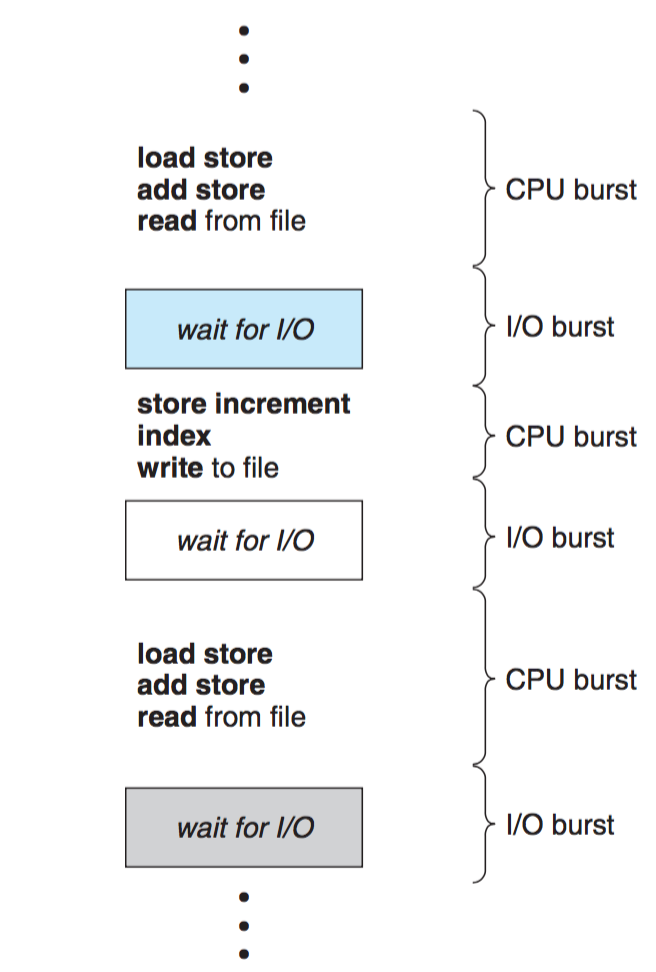 load store
add store
read from file
CPU burst
wait for I/O
I/O burst
store increment
index
write to file
CPU burst
wait for I/O
I/O burst
load store
add store
read from file
CPU burst
wait for I/O
I/O burst